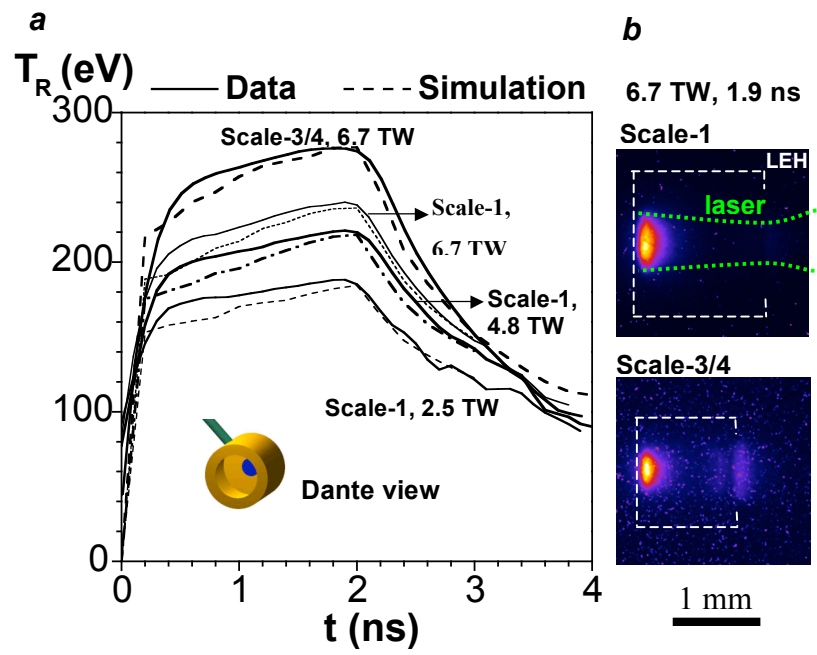 a
b
T_R (eV)
Data
Simulation
6.7 TW, 1.9 ns
300
200
100
0
Scale-3/4, 6.7 TW
Scale-1,
6.7 TW
Scale-1,
4.8 TW
Scale-1, 2.5 TW
Dante view
0
1
2
3
4
t (ns)
Scale-1
LEH
laser
Scale-3/4
1 mm